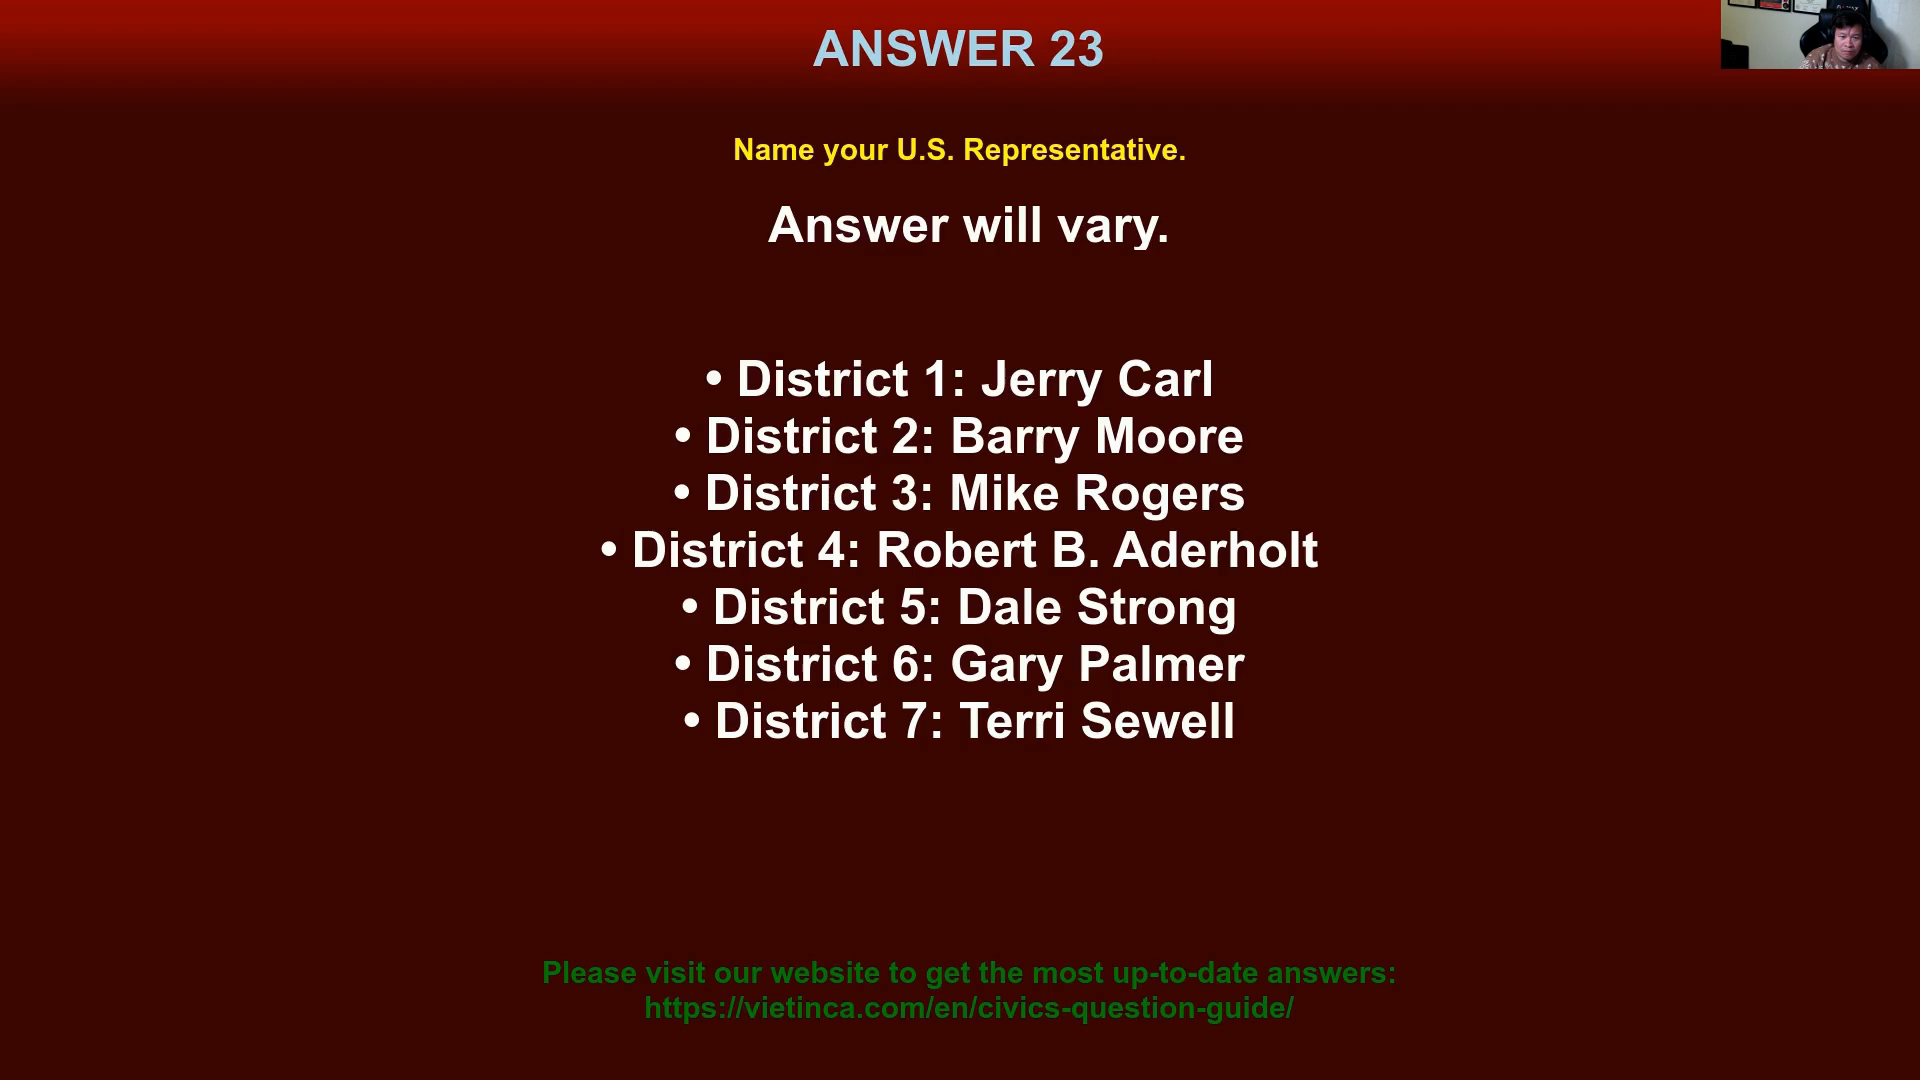 ANSWER 23
Name your U.S. Representative.
Answer will vary.
• District 1: Jerry Carl
• District 2: Barry Moore
• District 3: Mike Rogers
• District 4: Robert B. Aderholt
• District 5: Dale Strong
• District 6: Gary Palmer
• District 7: Terri Sewell
Please visit our website to get the most up-to-date answers:
https://vietinca.com/en/civics-question-guide/